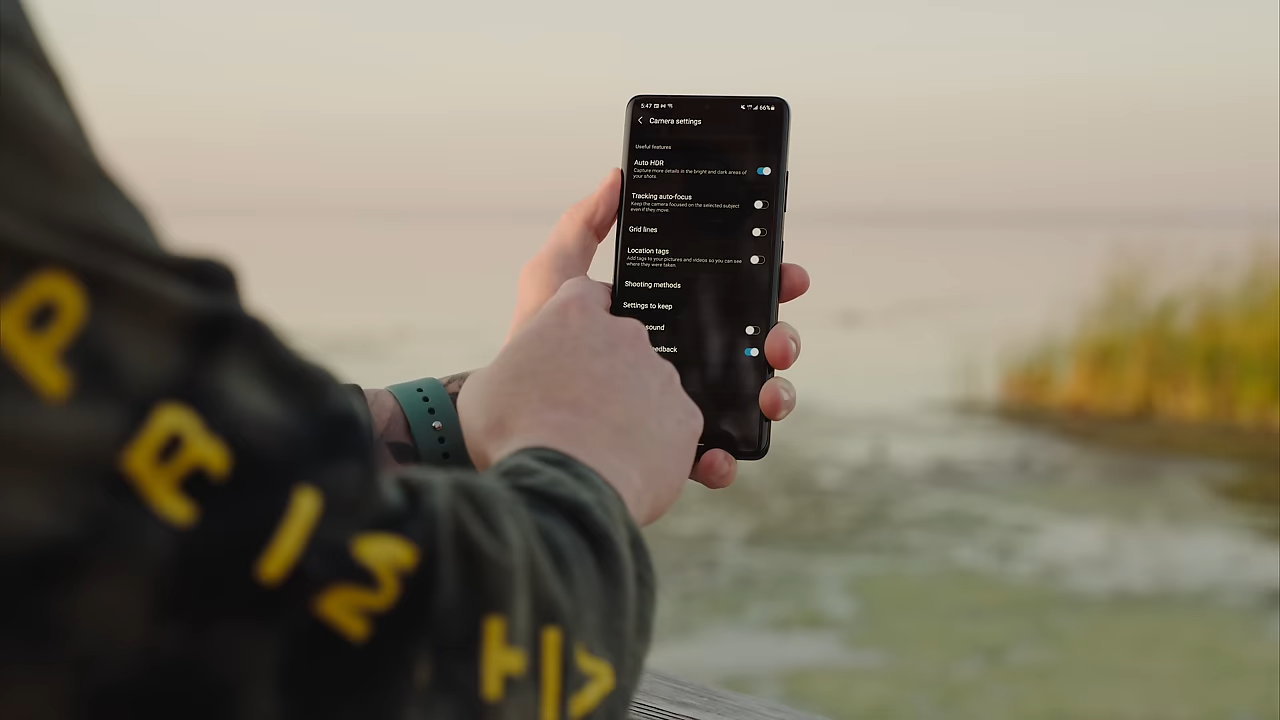 5:47
66%
Camera settings
Useful features
Auto HDR
Capture more details in the bright and dark areas of
your shots.
Tracking auto-focus
Keep the camera focused on the selected subject
even if they move.
Grid lines
Location tags
Add tags to your pictures and videos so you can see
where they were taken.
Shooting methods
Settings to keep
sound